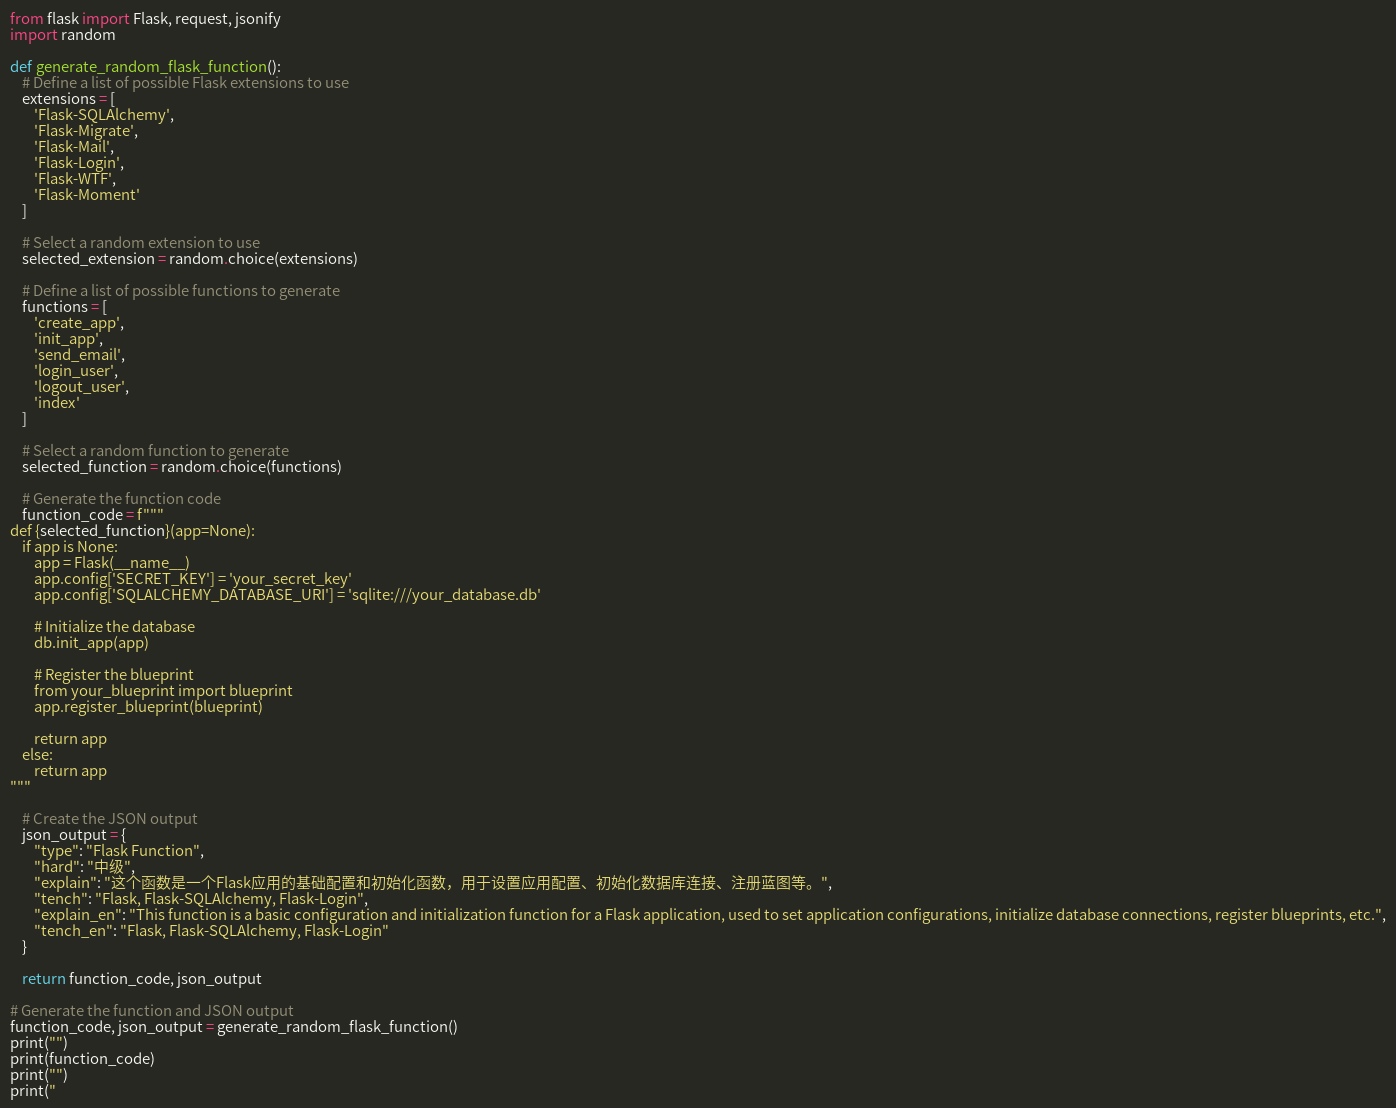 from flask import Flask, request, jsonify
import random

def generate_random_flask_function():
    # Define a list of possible Flask extensions to use
    extensions = [
        'Flask-SQLAlchemy',
        'Flask-Migrate',
        'Flask-Mail',
        'Flask-Login',
        'Flask-WTF',
        'Flask-Moment'
    ]

    # Select a random extension to use
    selected_extension = random.choice(extensions)

    # Define a list of possible functions to generate
    functions = [
        'create_app',
        'init_app',
        'send_email',
        'login_user',
        'logout_user',
        'index'
    ]

    # Select a random function to generate
    selected_function = random.choice(functions)

    # Generate the function code
    function_code = f"""
def {selected_function}(app=None):
    if app is None:
        app = Flask(__name__)
        app.config['SECRET_KEY'] = 'your_secret_key'
        app.config['SQLALCHEMY_DATABASE_URI'] = 'sqlite:///your_database.db'

        # Initialize the database
        db.init_app(app)

        # Register the blueprint
        from your_blueprint import blueprint
        app.register_blueprint(blueprint)

        return app
    else:
        return app
"""

    # Create the JSON output
    json_output = {
        "type": "Flask Function",
        "hard": "中级",
        "explain": "这个函数是一个Flask应用的基础配置和初始化函数，用于设置应用配置、初始化数据库连接、注册蓝图等。",
        "tench": "Flask, Flask-SQLAlchemy, Flask-Login",
        "explain_en": "This function is a basic configuration and initialization function for a Flask application, used to set application configurations, initialize database connections, register blueprints, etc.",
        "tench_en": "Flask, Flask-SQLAlchemy, Flask-Login"
    }

    return function_code, json_output

# Generate the function and JSON output
function_code, json_output = generate_random_flask_function()
print("")
print(function_code)
print("")
print("